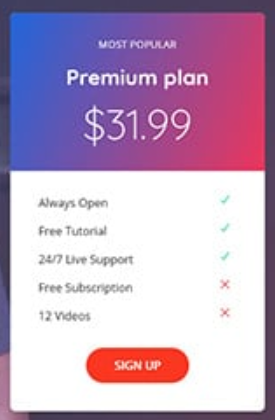 MOST POPULAR
Premium plan
$31.99
Always Open ✓
Free Tutorial ✓
24/7 Live Support ✓
Free Subscription ✕
12 Videos ✕
SIGN UP